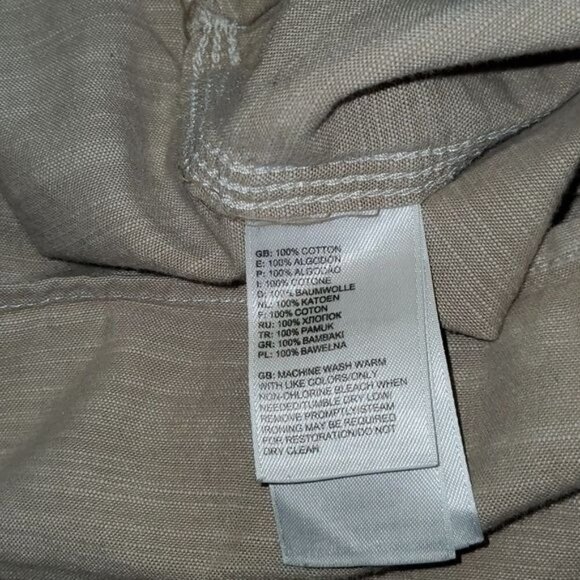 GB: 100% COTTON
E: 100% ALGODÓN
P: 100% ALGODÃO
I: 100% COTONE
D: 100% BAUMWOLLE
NL: 100% KATOEN
F: 100% COTON
RU: 100% ХЛОПОК
TR: 100% PAMUK
GR: 100% BAMBAKI
PL: 100% BAWELNA
GB: MACHINE WASH WARM
WITH LIKE COLORS/ONLY
NON-CHLORINE BLEACH WHEN
NEEDED/TUMBLE DRY LOW/
REMOVE PROMPTLY/STEAM
IRONING MAY BE REQUIRED
FOR RESTORATION/DO NOT
DRY CLEAN